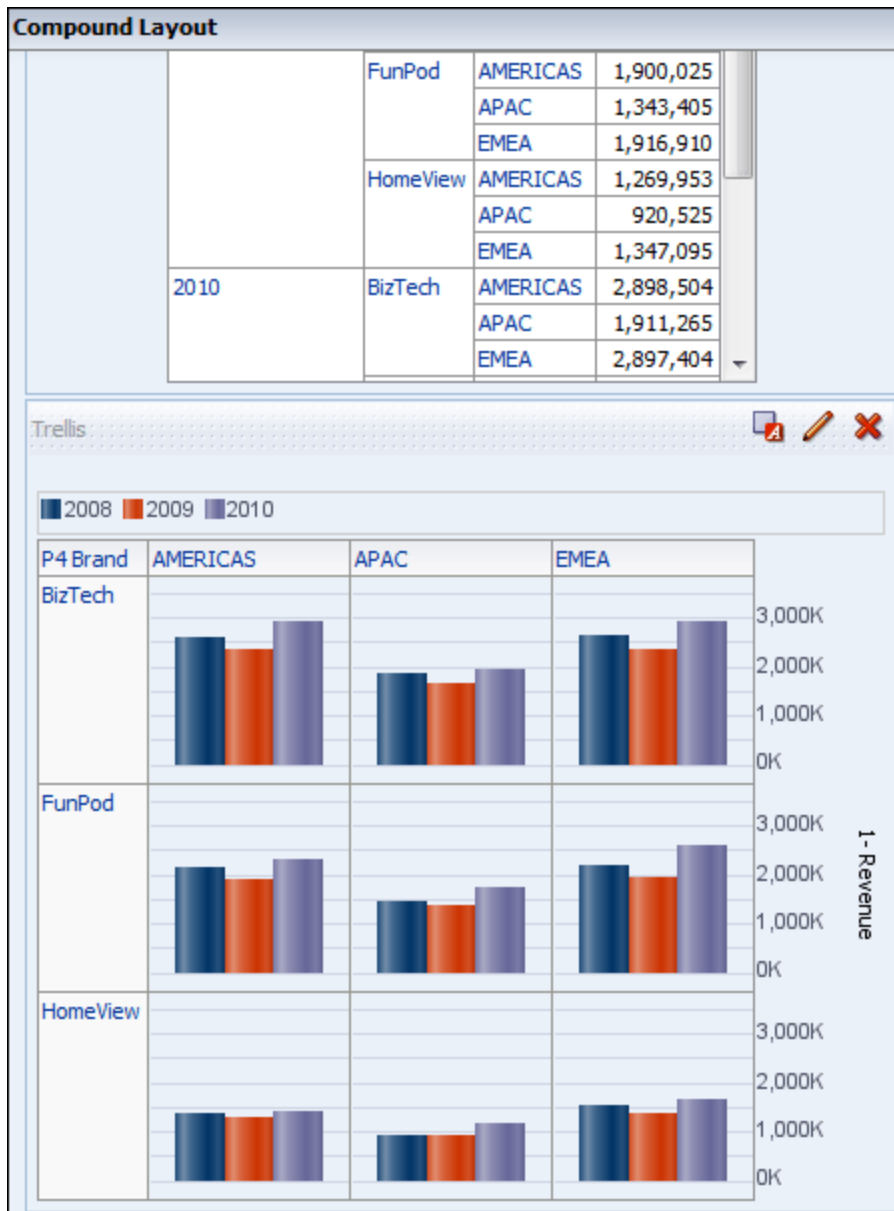 Compound Layout
FunPod AMERICAS 1,900,025
APAC 1,343,405
EMEA 1,916,910
HomeView AMERICAS 1,269,953
APAC 920,525
EMEA 1,347,095
2010 BizTech AMERICAS 2,898,504
APAC 1,911,265
EMEA 2,897,404
Trellis
2008 2009 2010
P4 Brand AMERICAS APAC EMEA
BizTech
3,000K
2,000K
1,000K
0K
FunPod
3,000K
2,000K
1,000K
0K
1- Revenue
HomeView
3,000K
2,000K
1,000K
0K